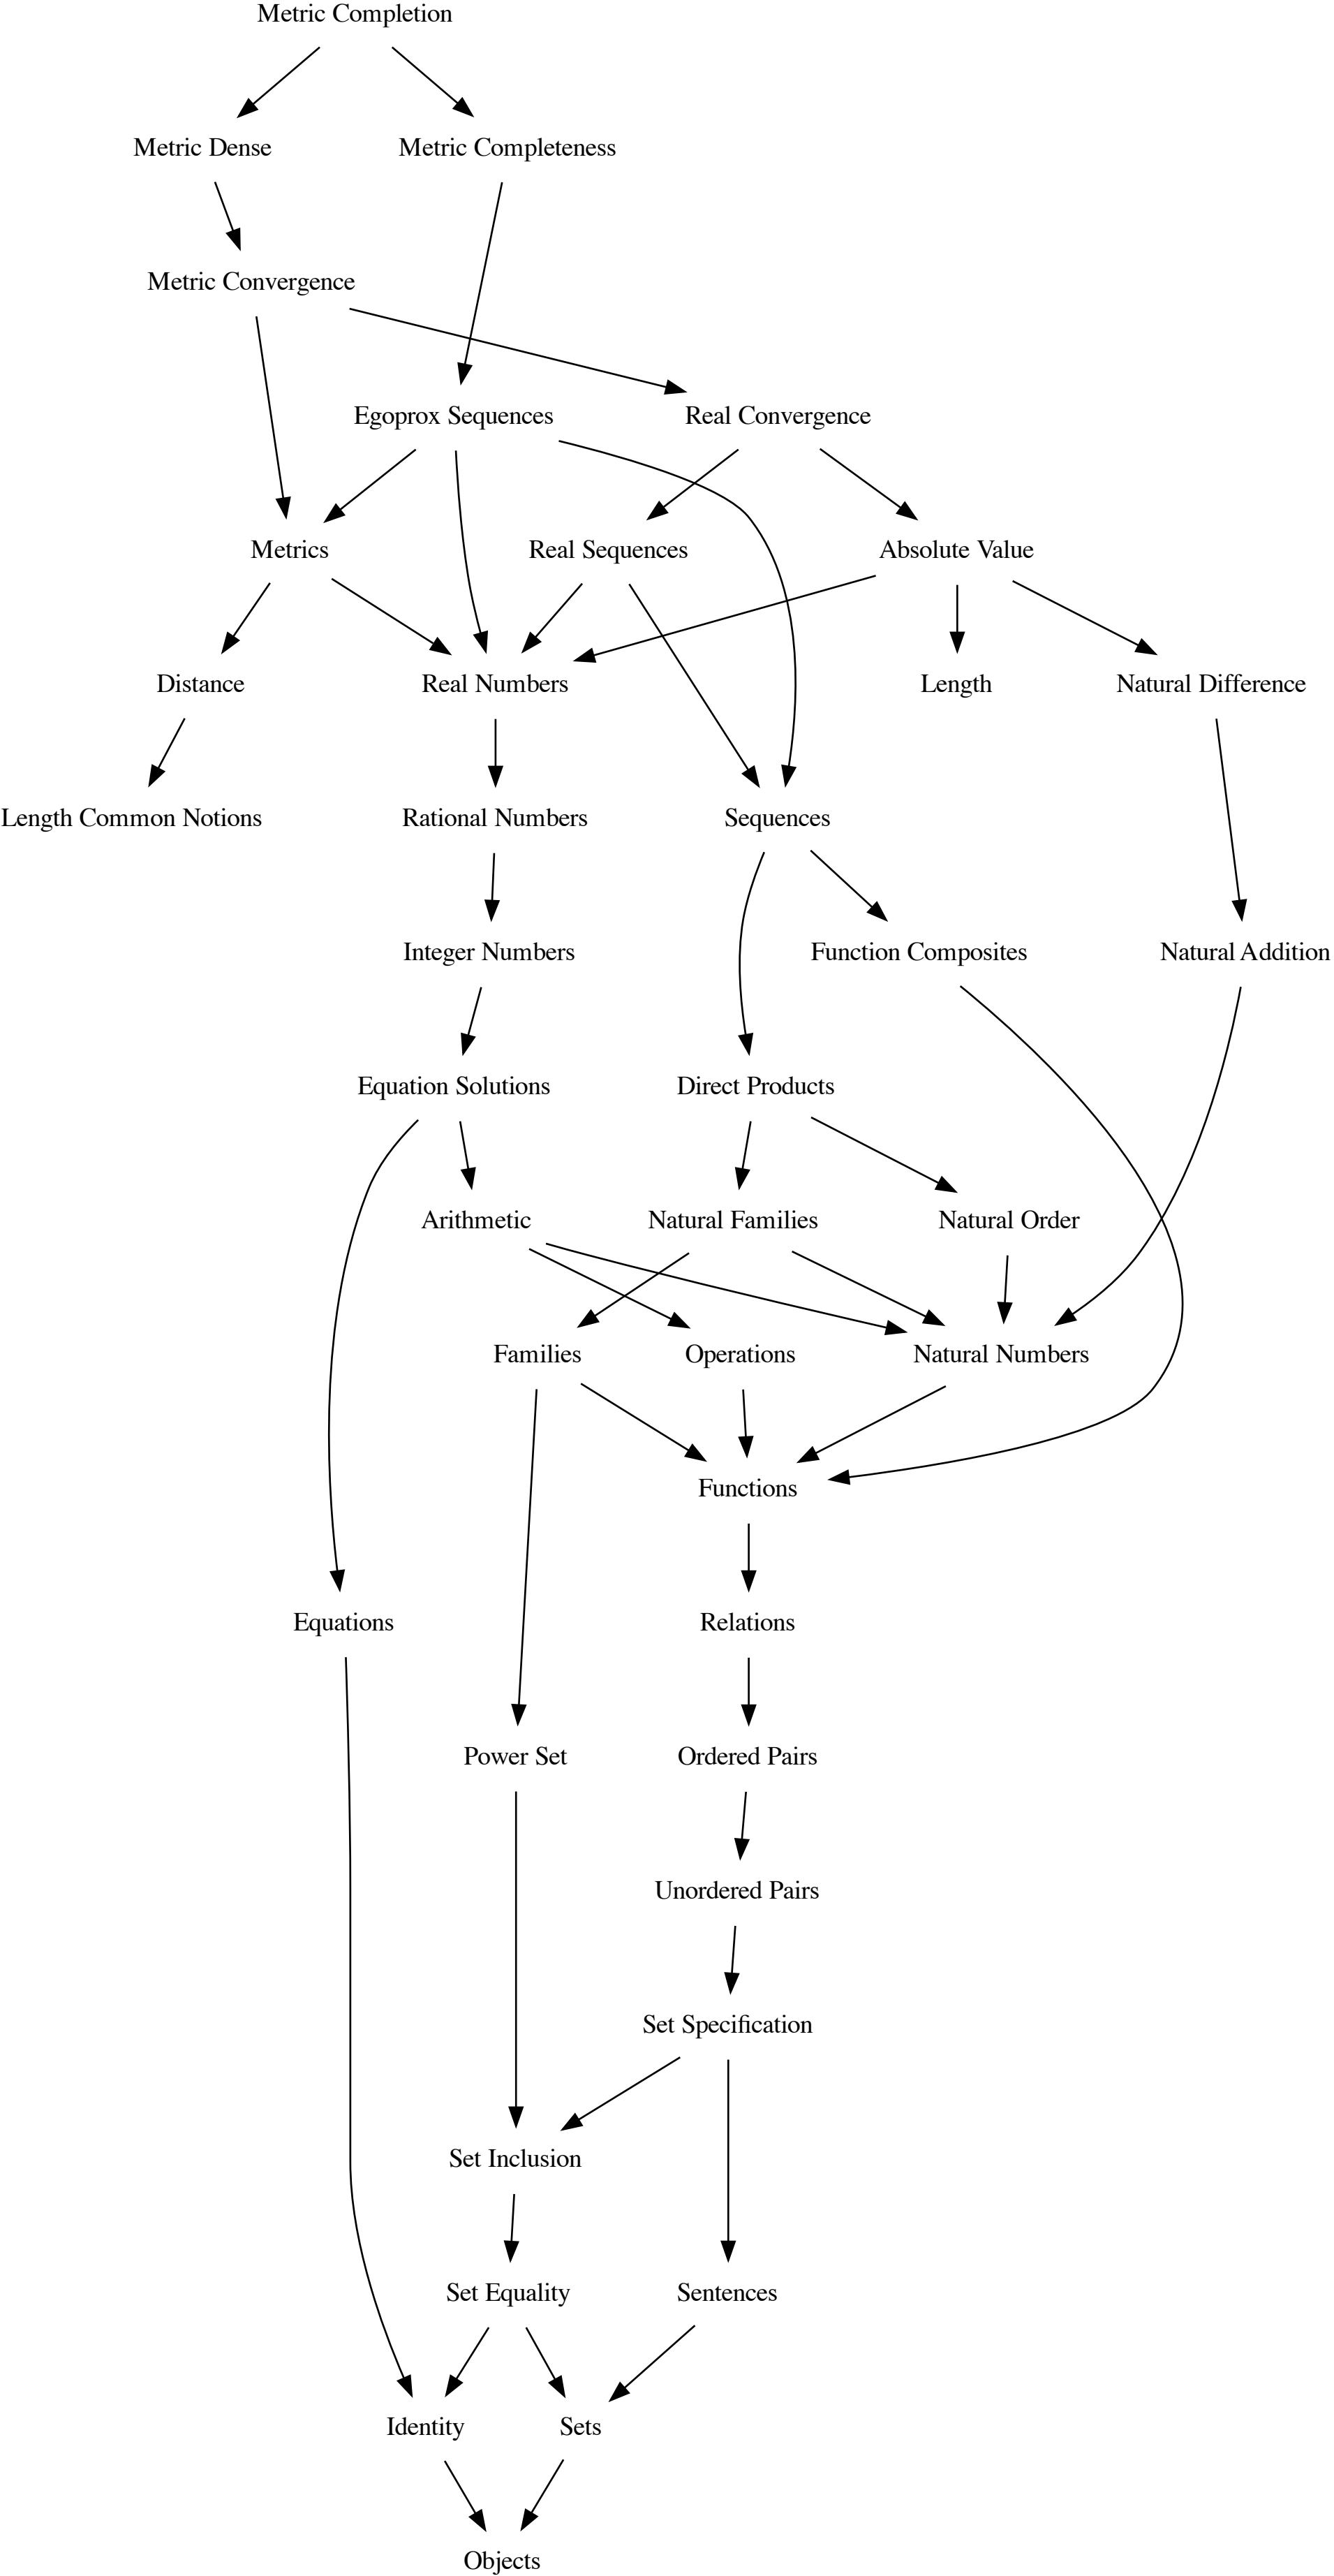 Metric Completion
Metric Dense
Metric Completeness
Metric Convergence
Egoprox Sequences
Real Convergence
Metrics
Real Sequences
Absolute Value
Distance
Real Numbers
Length
Natural Difference
Length Common Notions
Rational Numbers
Sequences
Integer Numbers
Function Composites
Natural Addition
Equation Solutions
Direct Products
Arithmetic
Natural Families
Natural Order
Families
Operations
Natural Numbers
Functions
Equations
Relations
Power Set
Ordered Pairs
Unordered Pairs
Set Specification
Set Inclusion
Set Equality
Sentences
Identity
Sets
Objects